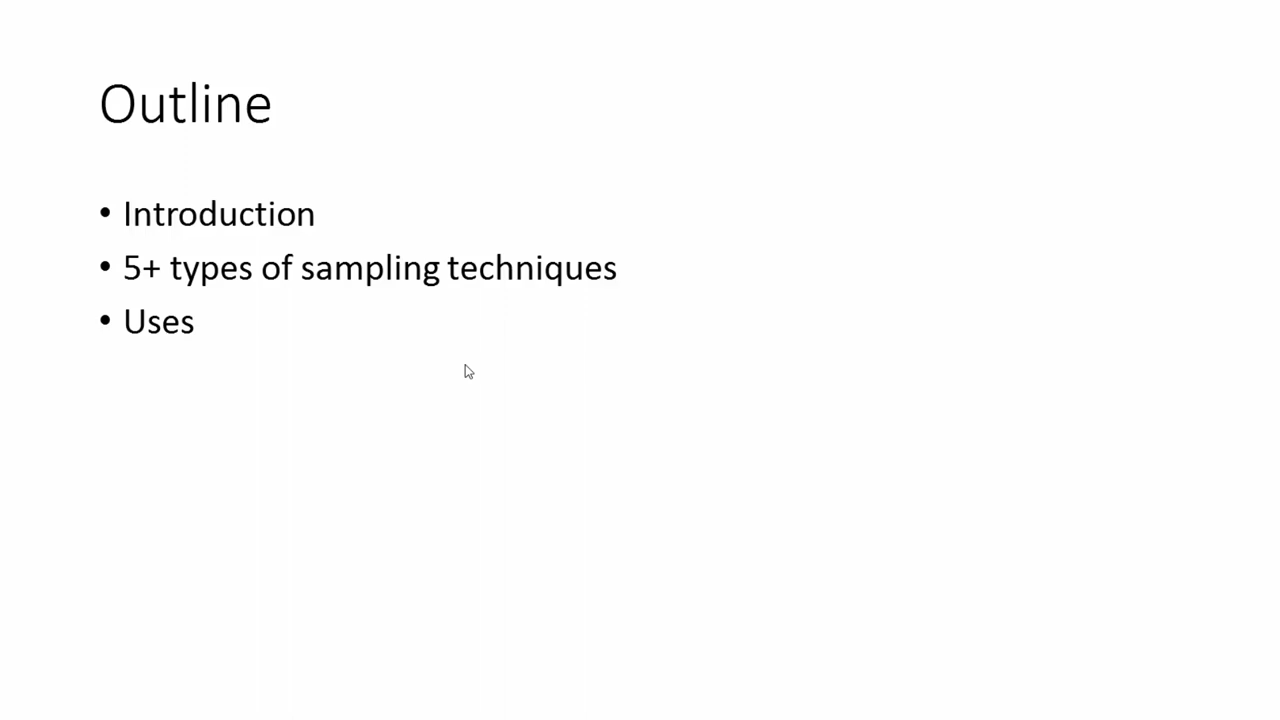 Outline
• Introduction
• 5+ types of sampling techniques
• Uses